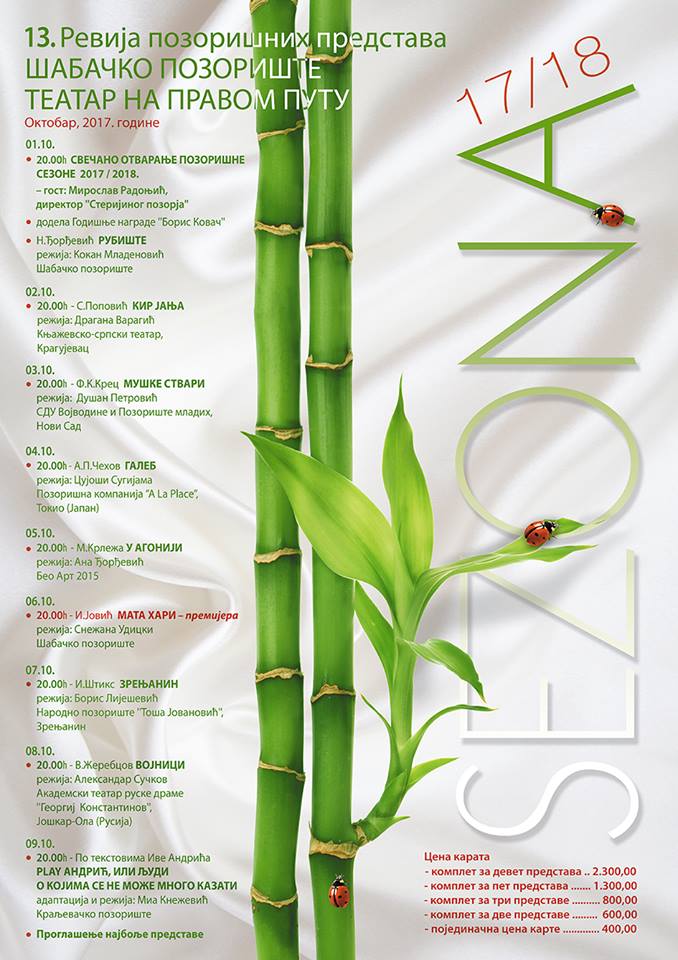 13. Ревија позоришних представа
ШАБАЧКО ПОЗОРИШТЕ
ТЕАТАР НА ПРАВОМ ПУТУ
Октобар, 2017. године
01.10.
• 20.00h СВЕЧАНО ОТВАРАЊЕ ПОЗОРИШНЕ
СЕЗОНЕ 2017 / 2018.
– гост: Мирослав Радоњић,
директор "Стеријиног позорја"
• додела Годишње награде "Борис Ковач"
• Н.Ђорђевић РУБИШТЕ
режија: Кокан Младеновић
Шабачко позориште
02.10.
• 20.00h - С.Поповић КИР ЈАЊА
режија: Драгана Варагић
Књажевско-српски театар,
Крагујевац
03.10.
• 20.00h - Ф.К.Крец МУШКЕ СТВАРИ
режија: Душан Петровић
СДУ Војводине и Позориште младих,
Нови Сад
04.10.
• 20.00h - А.П.Чехов ГАЛЕБ
режија: Цујоши Сугијама
Позоришна компанија "A La Place",
Токио (Јапан)
05.10.
• 20.00h - М.Крлежа У АГОНИЈИ
режија: Ана Ђорђевић
Бео Арт 2015
06.10.
• 20.00h - И.Јовић МАТА ХАРИ – премијера
режија: Снежана Удицки
Шабачко позориште
07.10.
• 20.00h - И.Штикс ЗРЕЊАНИН
режија: Борис Лијешевић
Народно позориште "Тоша Јовановић",
Зрењанин
08.10.
• 20.00h - В.Жеребцов ВОЈНИЦИ
режија: Александар Сучков
Академски театар руске драме
"Георгиј Константинов",
Јошкар-Ола (Русија)
09.10.
• 20.00h - По текстовима Иве Андрића
PLAY АНДРИЋ, ИЛИ ЉУДИ
О КОЈИМА СЕ НЕ МОЖЕ МНОГО КАЗАТИ
адаптација и режија: Миа Кнежевић
Краљевачко позориште
• Проглашење најбоље представе
SEZONA
17/18
Цена карата
- комплет за девет представа .. 2.300,00
- комплет за пет представа ....... 1.300,00
- комплет за три представе .......... 800,00
- комплет за две представе ......... 600,00
- појединачна цена карте ............. 400,00